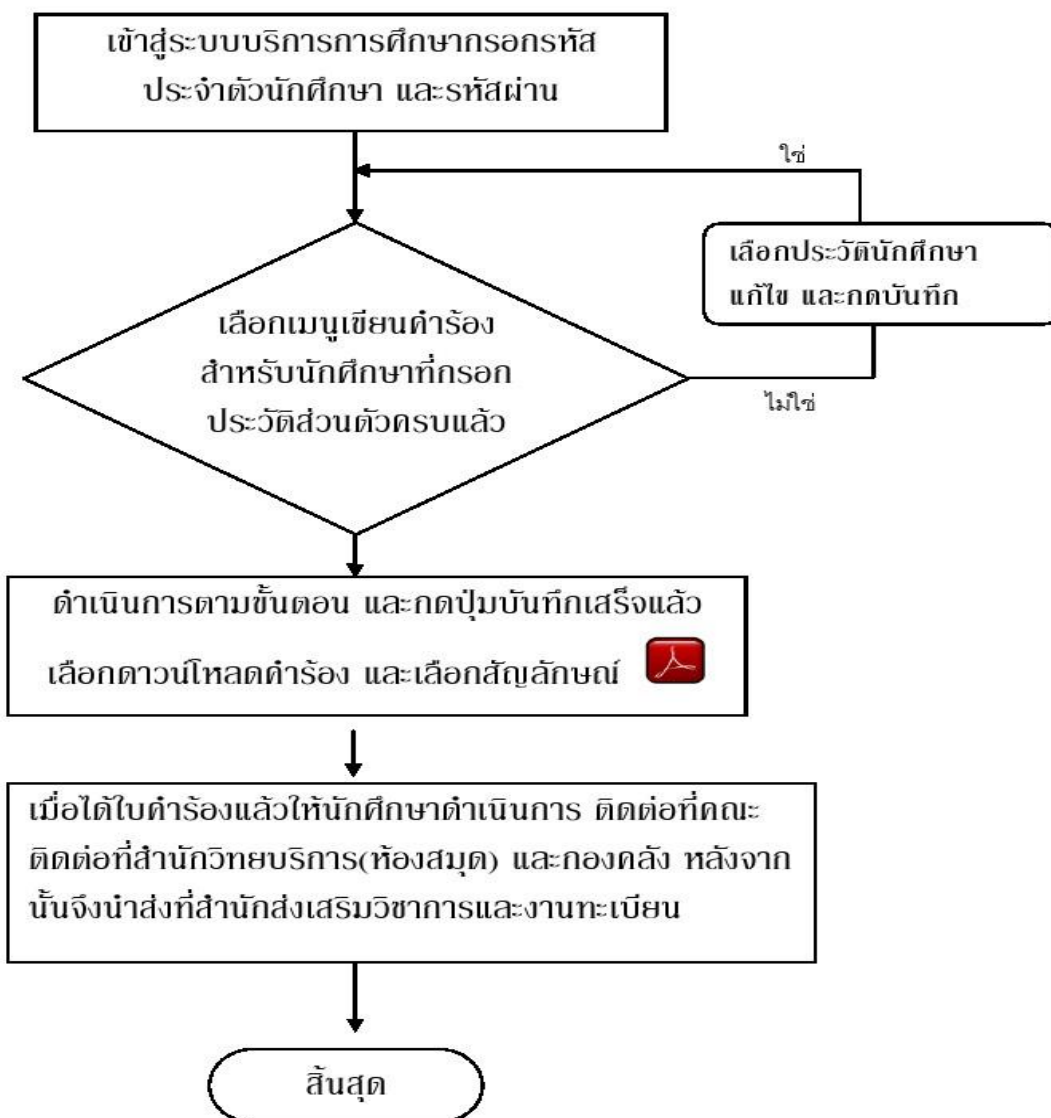 เข้าสู่ระบบบริการการศึกษากรอกรหัส
ประจำตัวนักศึกษา และรหัสผ่าน
ใช่
เลือกประวัตินักศึกษา
แก้ไข และกดบันทึก
เลือกเมนูเขียนคำร้อง
สำหรับนักศึกษาที่กรอก
ประวัติส่วนตัวครบแล้ว
ไม่ใช่
ดำเนินการตามขั้นตอน และกดปุ่มบันทึกเสร็จแล้ว
เลือกดาวน์โหลดคำร้อง และเลือกสัญลักษณ์
เมื่อได้ใบคำร้องแล้วให้นักศึกษาดำเนินการ ติดต่อที่คณะ
ติดต่อที่สำนักวิทยบริการ(ห้องสมุด) และกองคลัง หลังจาก
นั้นจึงนำส่งที่สำนักส่งเสริมวิชาการและงานทะเบียน
สิ้นสุด